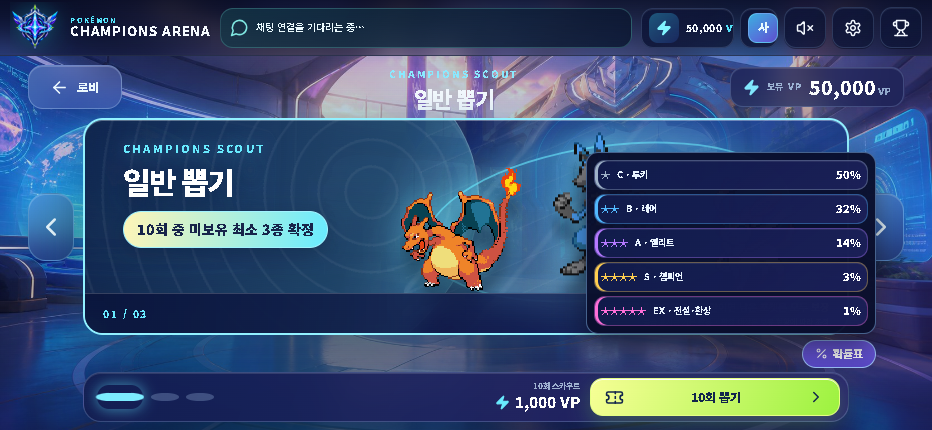 POKÉMON
CHAMPIONS ARENA
채팅 연결을 기다리는 중…
50,000 V
사
로비
CHAMPIONS SCOUT
일반 뽑기
보유 VP 50,000 VP
CHAMPIONS SCOUT
일반 뽑기
10회 중 미보유 최소 3종 확정
01 / 03
★ C · 루키 50%
★★ B · 레어 32%
★★★ A · 엘리트 14%
★★★★ S · 챔피언 3%
★★★★★ EX · 전설·환상 1%
% 확률표
10회 스카우트
1,000 VP
10회 뽑기